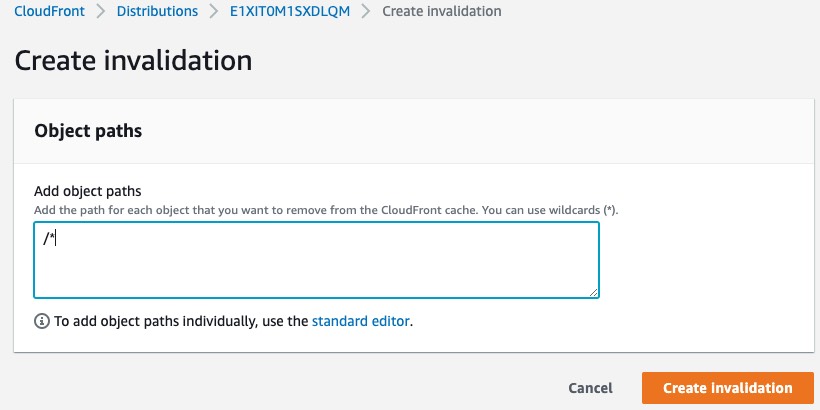 CloudFront > Distributions > E1XIT0M1SXDLQM > Create invalidation
Create invalidation
Object paths
Add object paths
Add the path for each object that you want to remove from the CloudFront cache. You can use wildcards (*).
/*
To add object paths individually, use the standard editor.
Cancel Create invalidation